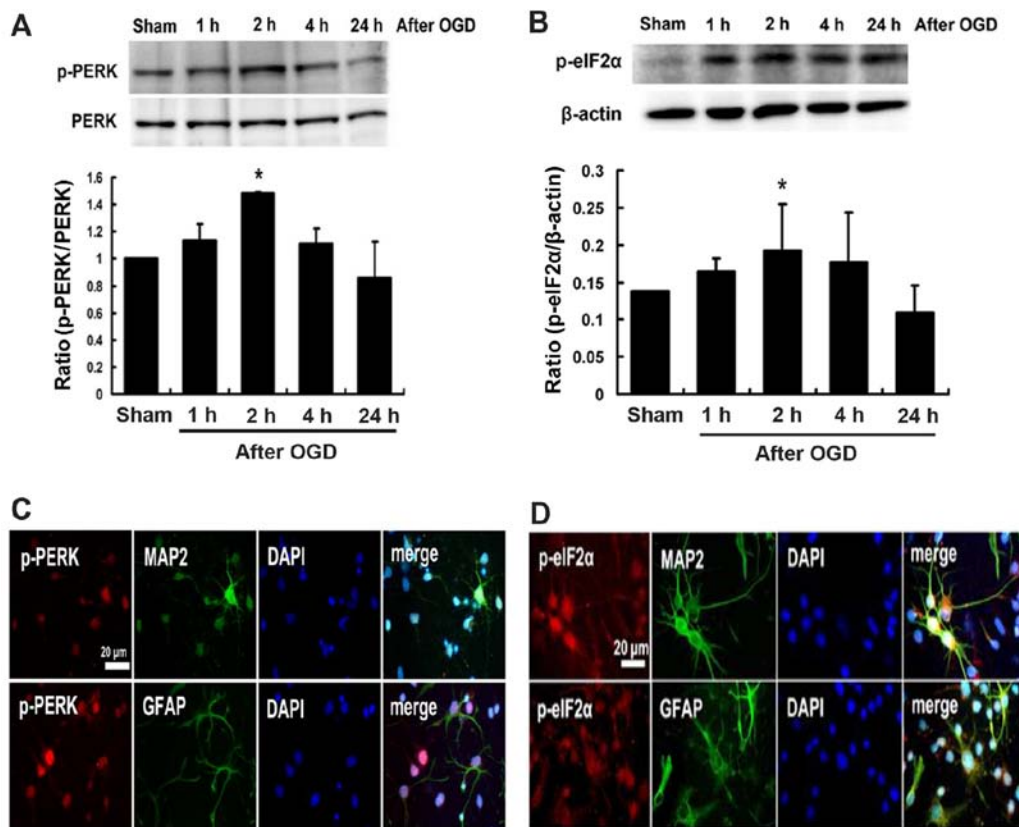 A
Sham 1 h 2 h 4 h 24 h After OGD
p-PERK
PERK
Ratio (p-PERK/PERK)
1.6
1.4
1.2
1
0.8
0.6
0.4
0.2
0
*
Sham 1 h 2 h 4 h 24 h
After OGD
B
Sham 1 h 2 h 4 h 24 h After OGD
p-eIF2α
β-actin
Ratio (p-eIF2α/β-actin)
0.3
0.25
0.2
0.15
0.1
0.05
0
*
Sham 1 h 2 h 4 h 24 h
After OGD
C
p-PERK MAP2 DAPI merge
20 μm
p-PERK GFAP DAPI merge
D
p-eIF2α MAP2 DAPI merge
20 μm
p-eIF2α GFAP DAPI merge